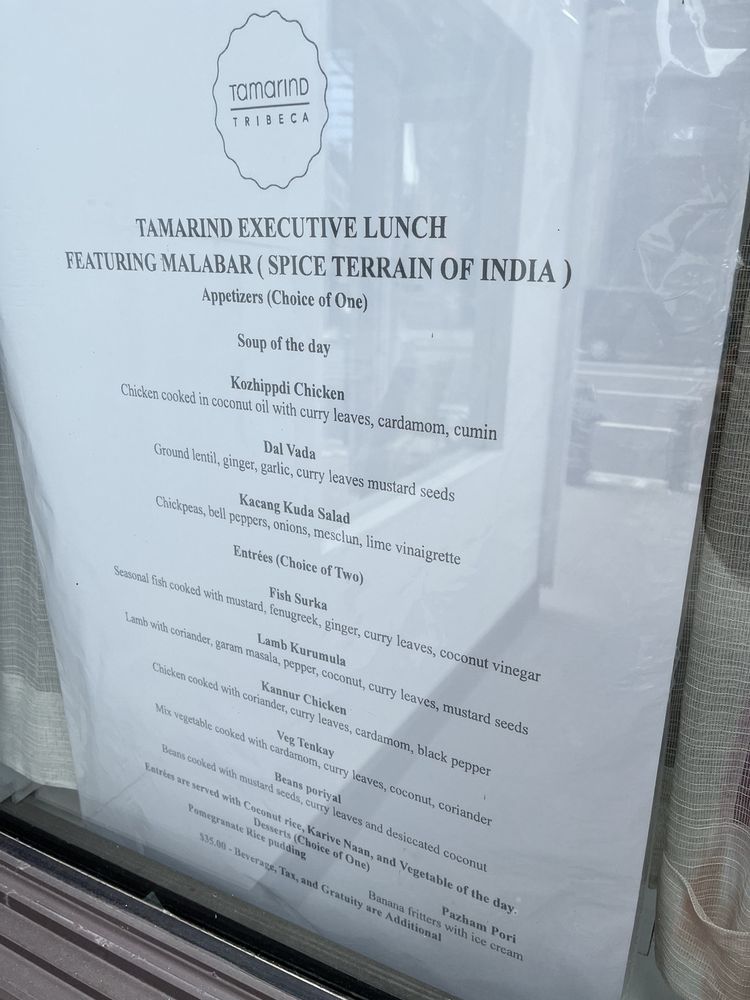 Tamarind
TRIBECA
TAMARIND EXECUTIVE LUNCH
FEATURING MALABAR ( SPICE TERRAIN OF INDIA )
Appetizers (Choice of One)
Soup of the day
Kozhippdi Chicken
Chicken cooked in coconut oil with curry leaves, cardamom, cumin
Dal Vada
Ground lentil, ginger, garlic, curry leaves mustard seeds
Kacang Kuda Salad
Chickpeas, bell peppers, onions, mesclun, lime vinaigrette
Entrées (Choice of Two)
Fish Surka
Seasonal fish cooked with mustard, fenugreek, ginger, curry leaves, coconut vinegar
Lamb Kurumula
Lamb with coriander, garam masala, pepper, coconut, curry leaves, mustard seeds
Kannur Chicken
Chicken cooked with coriander, curry leaves, cardamom, black pepper
Veg Tenkay
Mix vegetable cooked with cardamom, curry leaves, coconut, coriander
Beans poriyal
Beans cooked with mustard seeds, curry leaves and desiccated coconut
Entrées are served with Coconut rice, Karive Naan, and Vegetable of the day.
Desserts (Choice of One)
Pomegranate Rice pudding
Pazham Pori
Banana fritters with ice cream
$35.00 - Beverage, Tax, and Gratuity are Additional